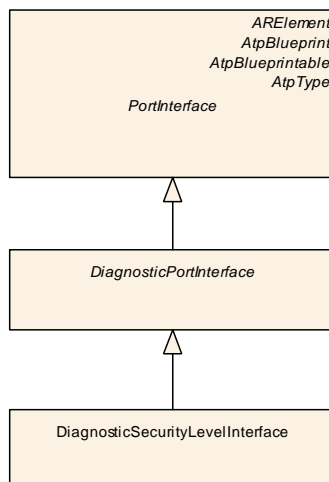 ARElement
AtpBlueprint
AtpBlueprintable
AtpType
PortInterface
DiagnosticPortInterface
DiagnosticSecurityLevelInterface